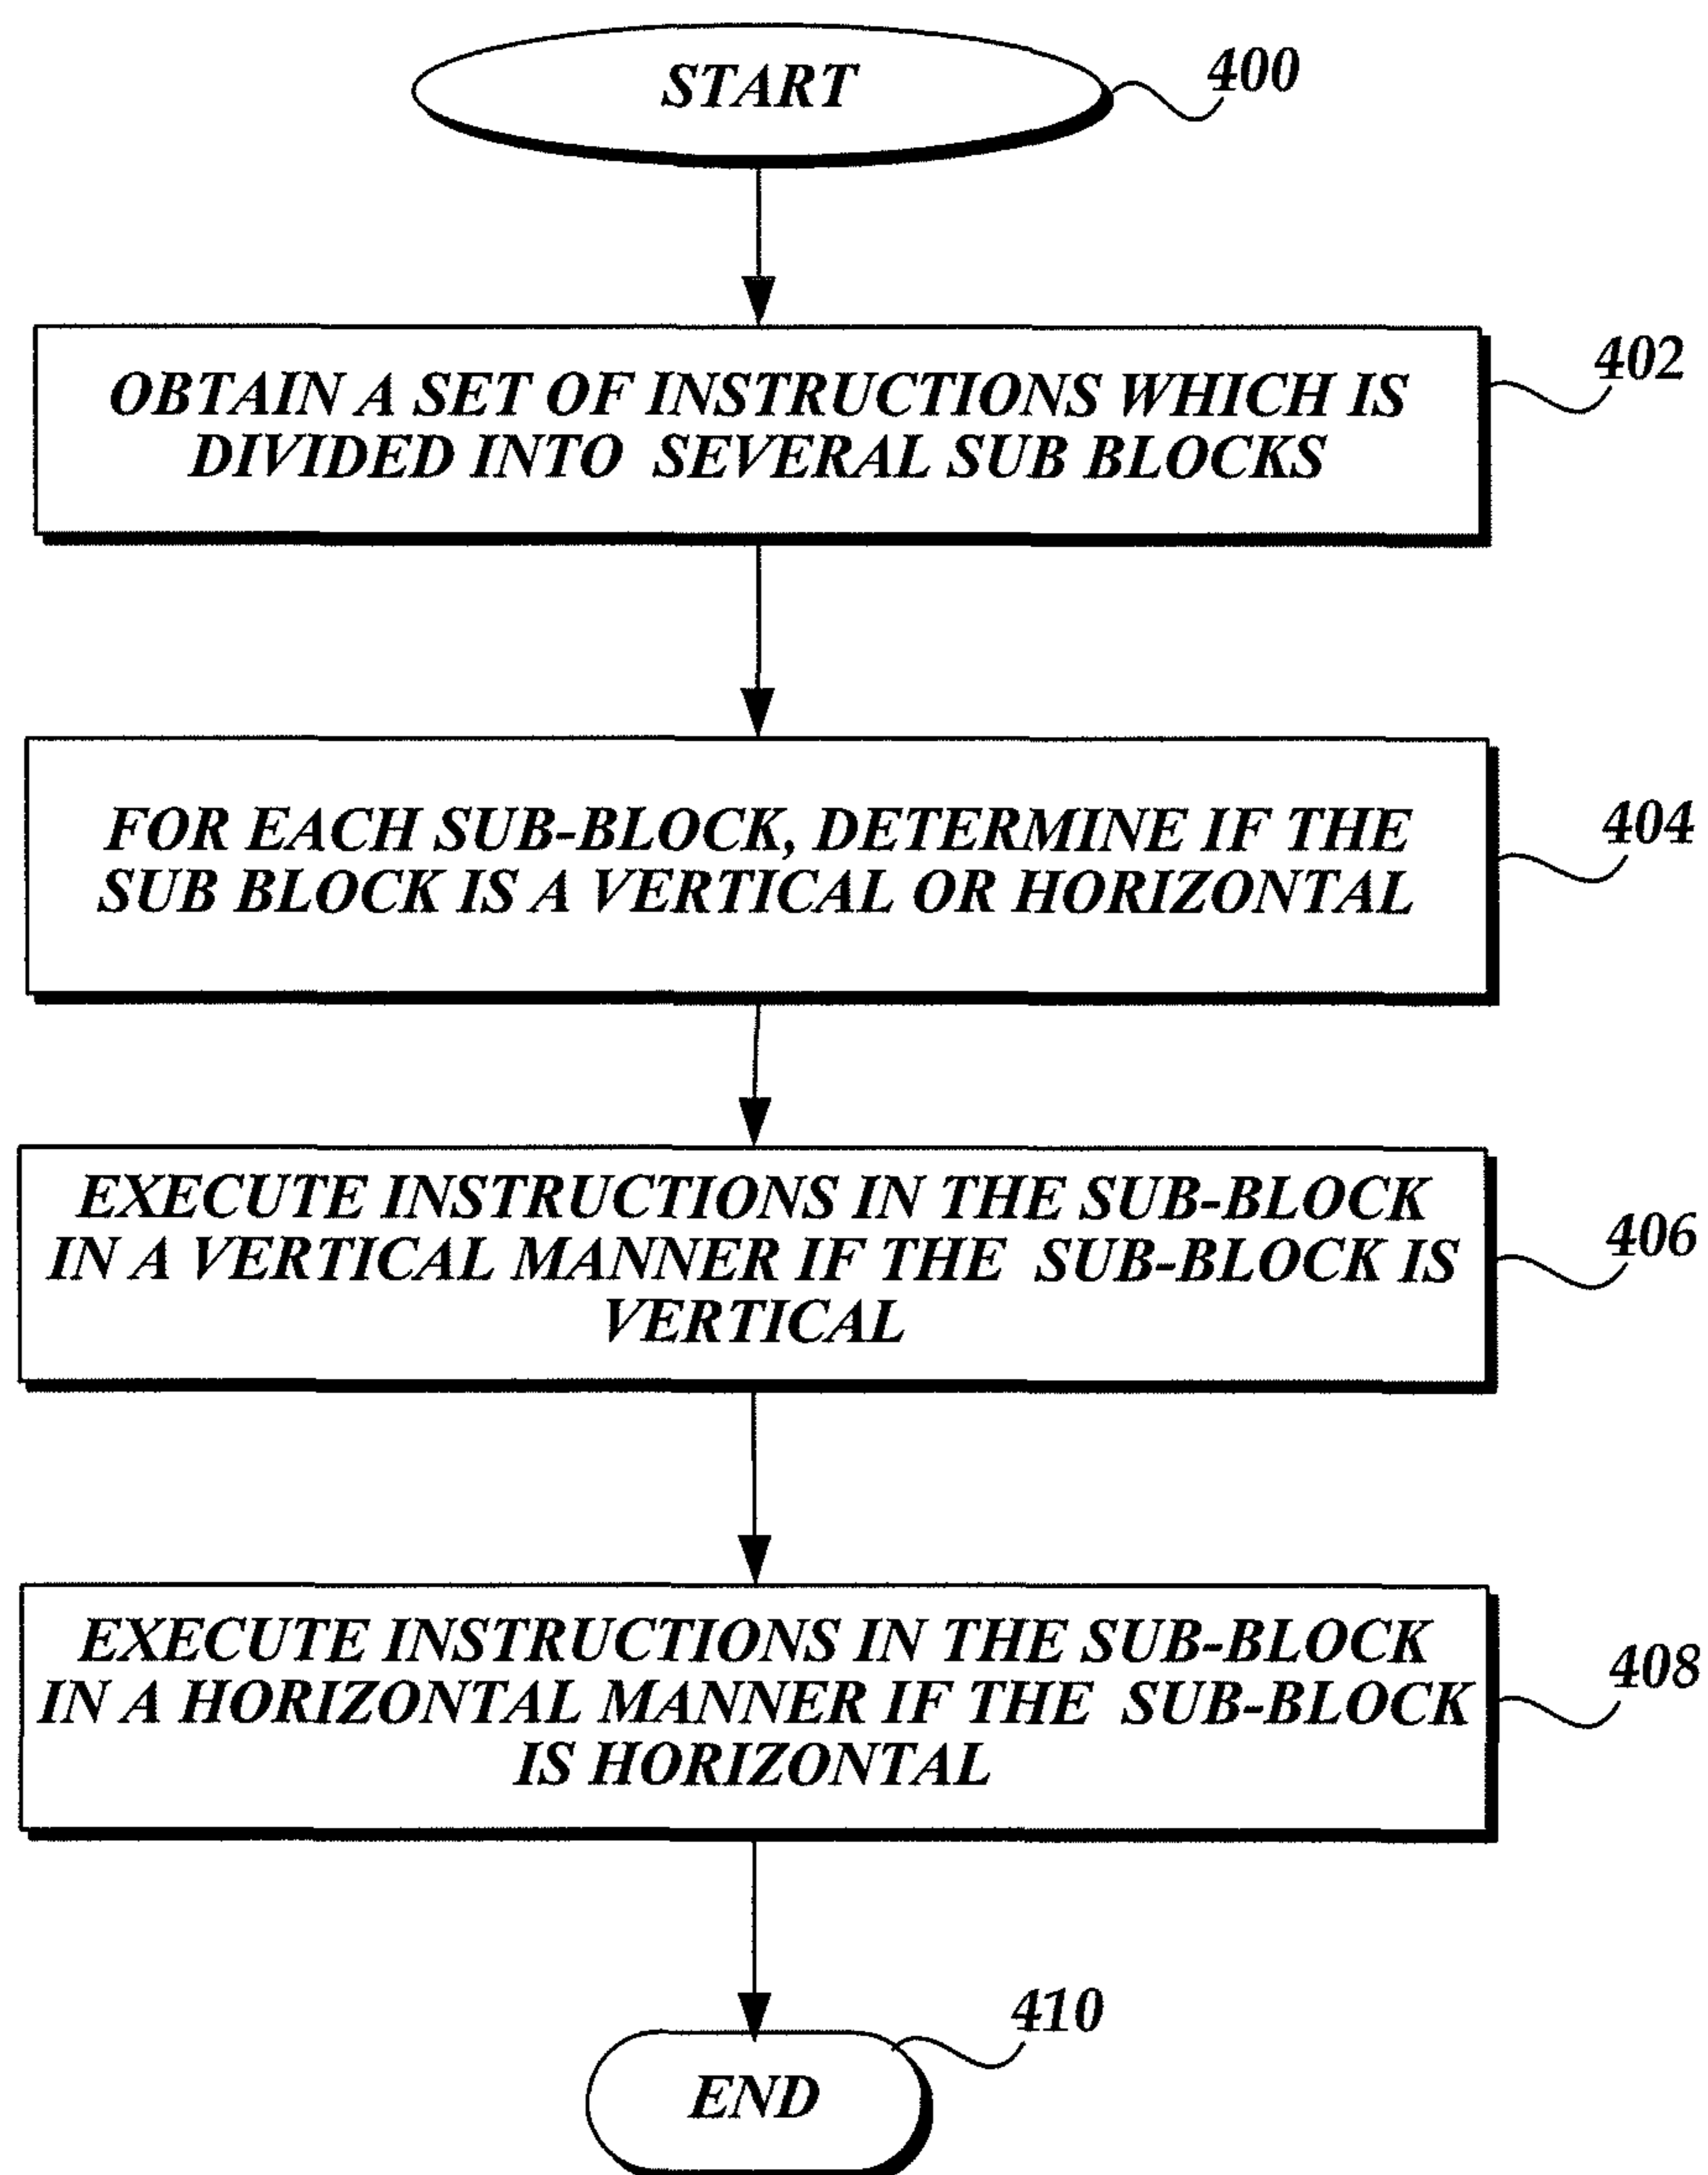 START
400
OBTAIN A SET OF INSTRUCTIONS WHICH IS
DIVIDED INTO SEVERAL SUB BLOCKS
402
FOR EACH SUB-BLOCK, DETERMINE IF THE
SUB BLOCK IS A VERTICAL OR HORIZONTAL
404
EXECUTE INSTRUCTIONS IN THE SUB-BLOCK
IN A VERTICAL MANNER IF THE SUB-BLOCK IS
VERTICAL
406
EXECUTE INSTRUCTIONS IN THE SUB-BLOCK
IN A HORIZONTAL MANNER IF THE SUB-BLOCK
IS HORIZONTAL
408
410
END